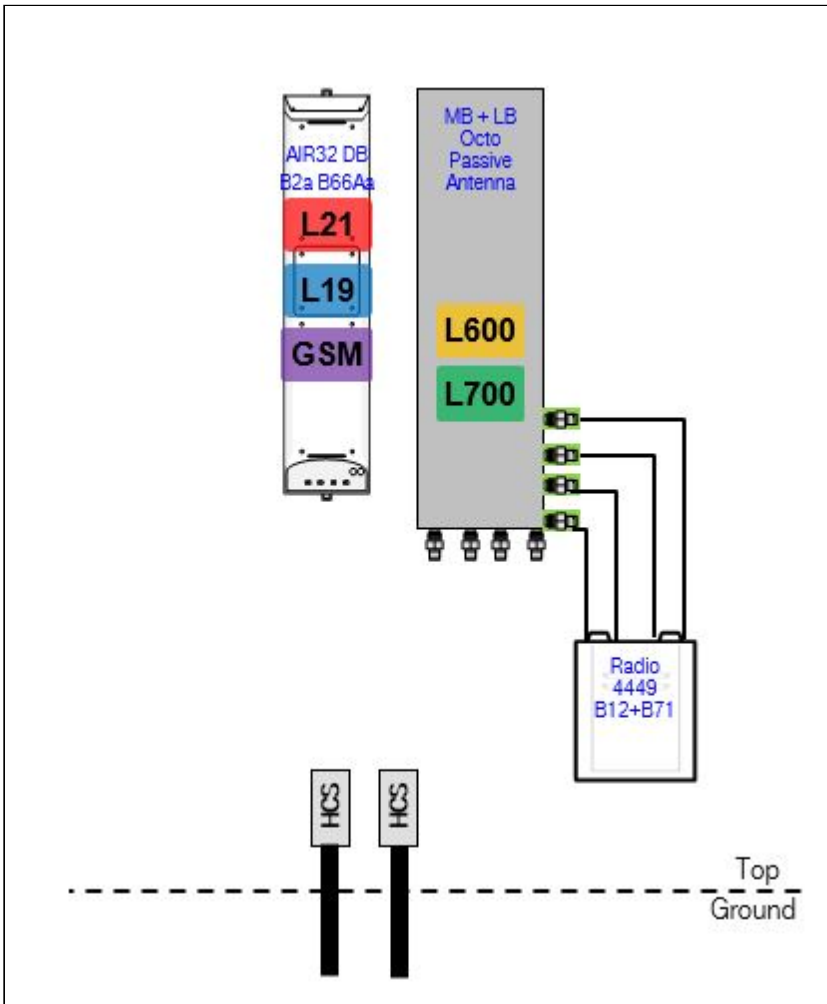 AIR32 DB
B2a B66Aa
L21
L19
GSM
MB + LB
Octo
Passive
Antenna
L600
L700
Radio
4449
B12+B71
HCS
HCS
Top
Ground